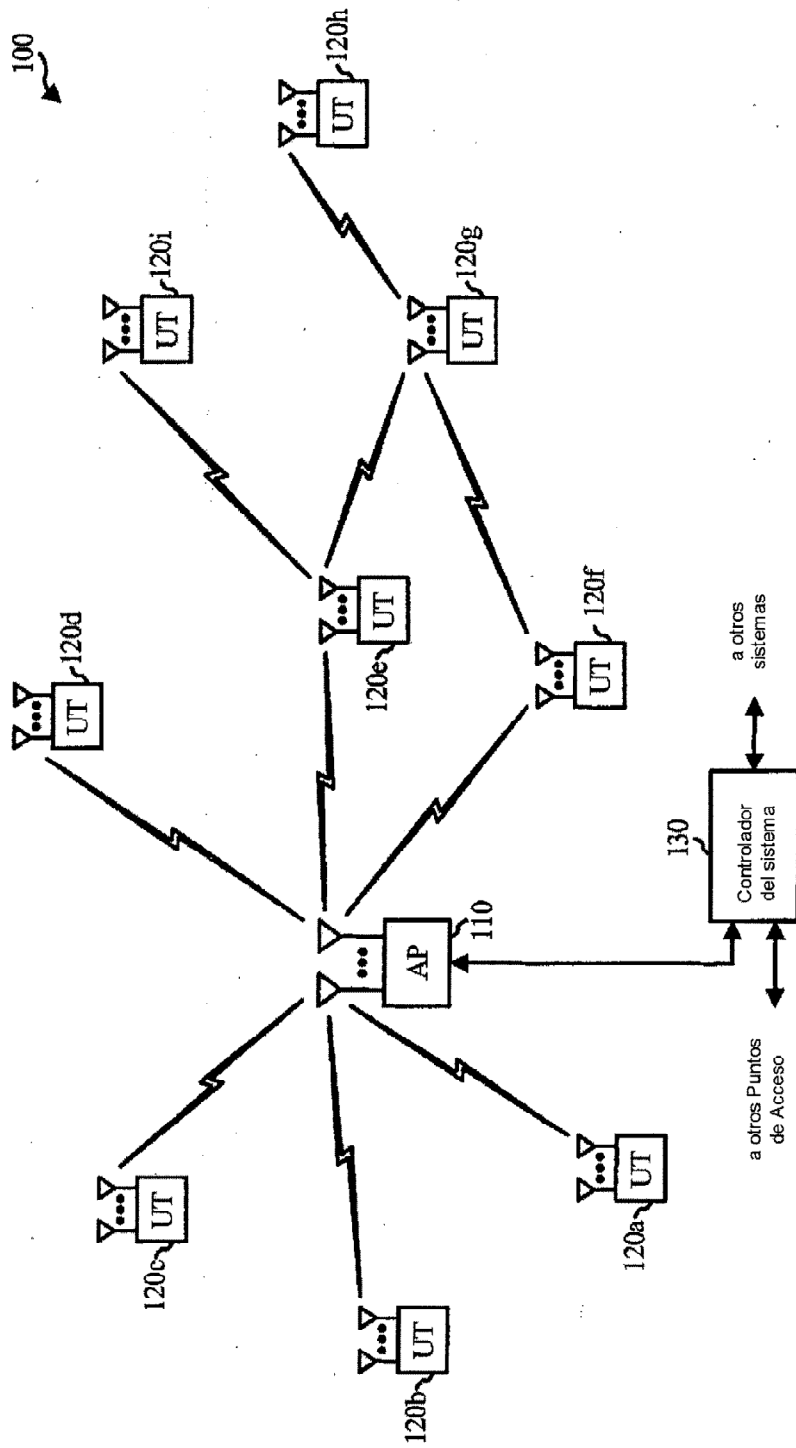 100
UT
120h
UT
120i
UT
120g
UT
120d
UT
120e
UT
120f
AP
110
UT
120c
UT
120b
UT
120a
130
Controlador
del sistema
a otros
sistemas
a otros Puntos
de Acceso